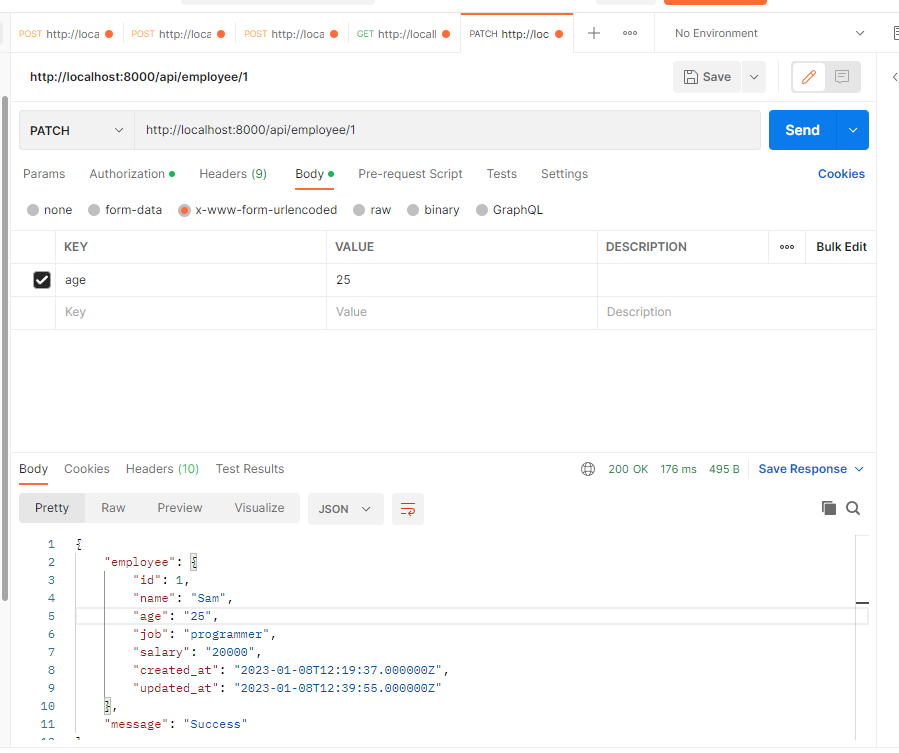 POST http://loca POST http://loca POST http://loca GET http://locall PATCH http://loc No Environment
http://localhost:8000/api/employee/1 Save
PATCH http://localhost:8000/api/employee/1 Send
Params Authorization Headers (9) Body Pre-request Script Tests Settings Cookies
none form-data x-www-form-urlencoded raw binary GraphQL
KEY VALUE DESCRIPTION Bulk Edit
age 25
Key Value Description
Body Cookies Headers (10) Test Results 200 OK 176 ms 495 B Save Response
Pretty Raw Preview Visualize JSON
1 {
2 "employee": {
3 "id": 1,
4 "name": "Sam",
5 "age": "25",
6 "job": "programmer",
7 "salary": "20000",
8 "created_at": "2023-01-08T12:19:37.000000Z",
9 "updated_at": "2023-01-08T12:39:55.000000Z"
10 },
11 "message": "Success"